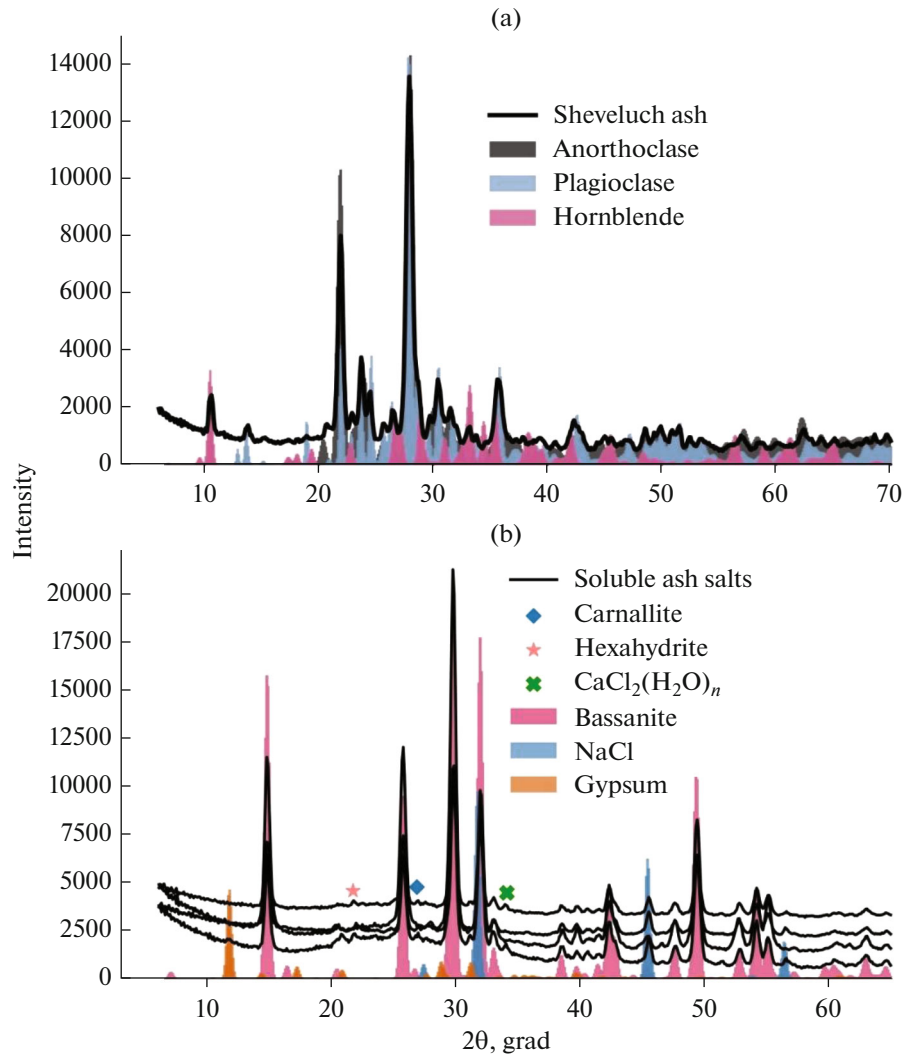 (a)
14000
12000
10000
8000
6000
4000
2000
0
Sheveluch ash
Anorthoclase
Plagioclase
Hornblende
10 20 30 40 50 60 70
Intensity
(b)
20000
17500
15000
12500
10000
7500
5000
2500
0
Soluble ash salts
Carnallite
Hexahydrite
CaCl₂(H₂O)ₙ
Bassanite
NaCl
Gypsum
10 20 30 40 50 60
2θ, grad